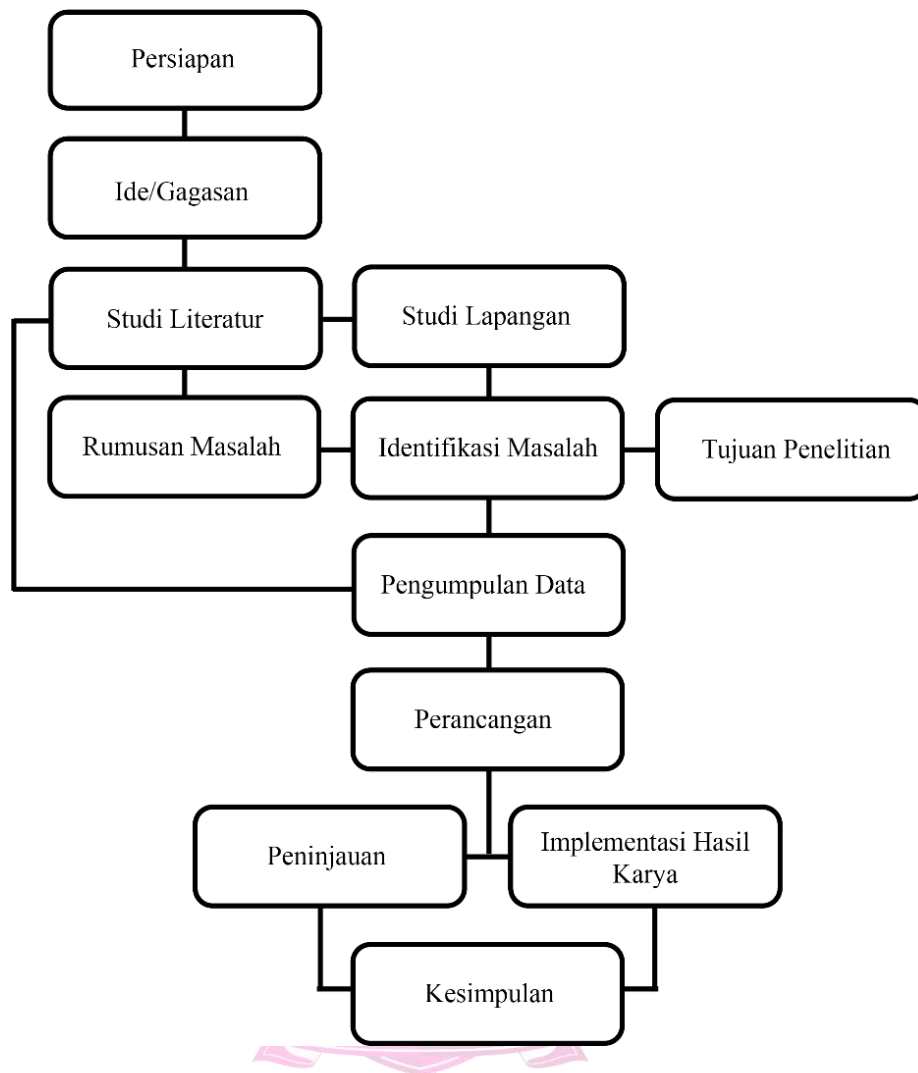 Persiapan
Ide/Gagasan
Studi Literatur
Studi Lapangan
Rumusan Masalah
Identifikasi Masalah
Tujuan Penelitian
Pengumpulan Data
Perancangan
Peninjauan
Implementasi Hasil
Karya
Kesimpulan